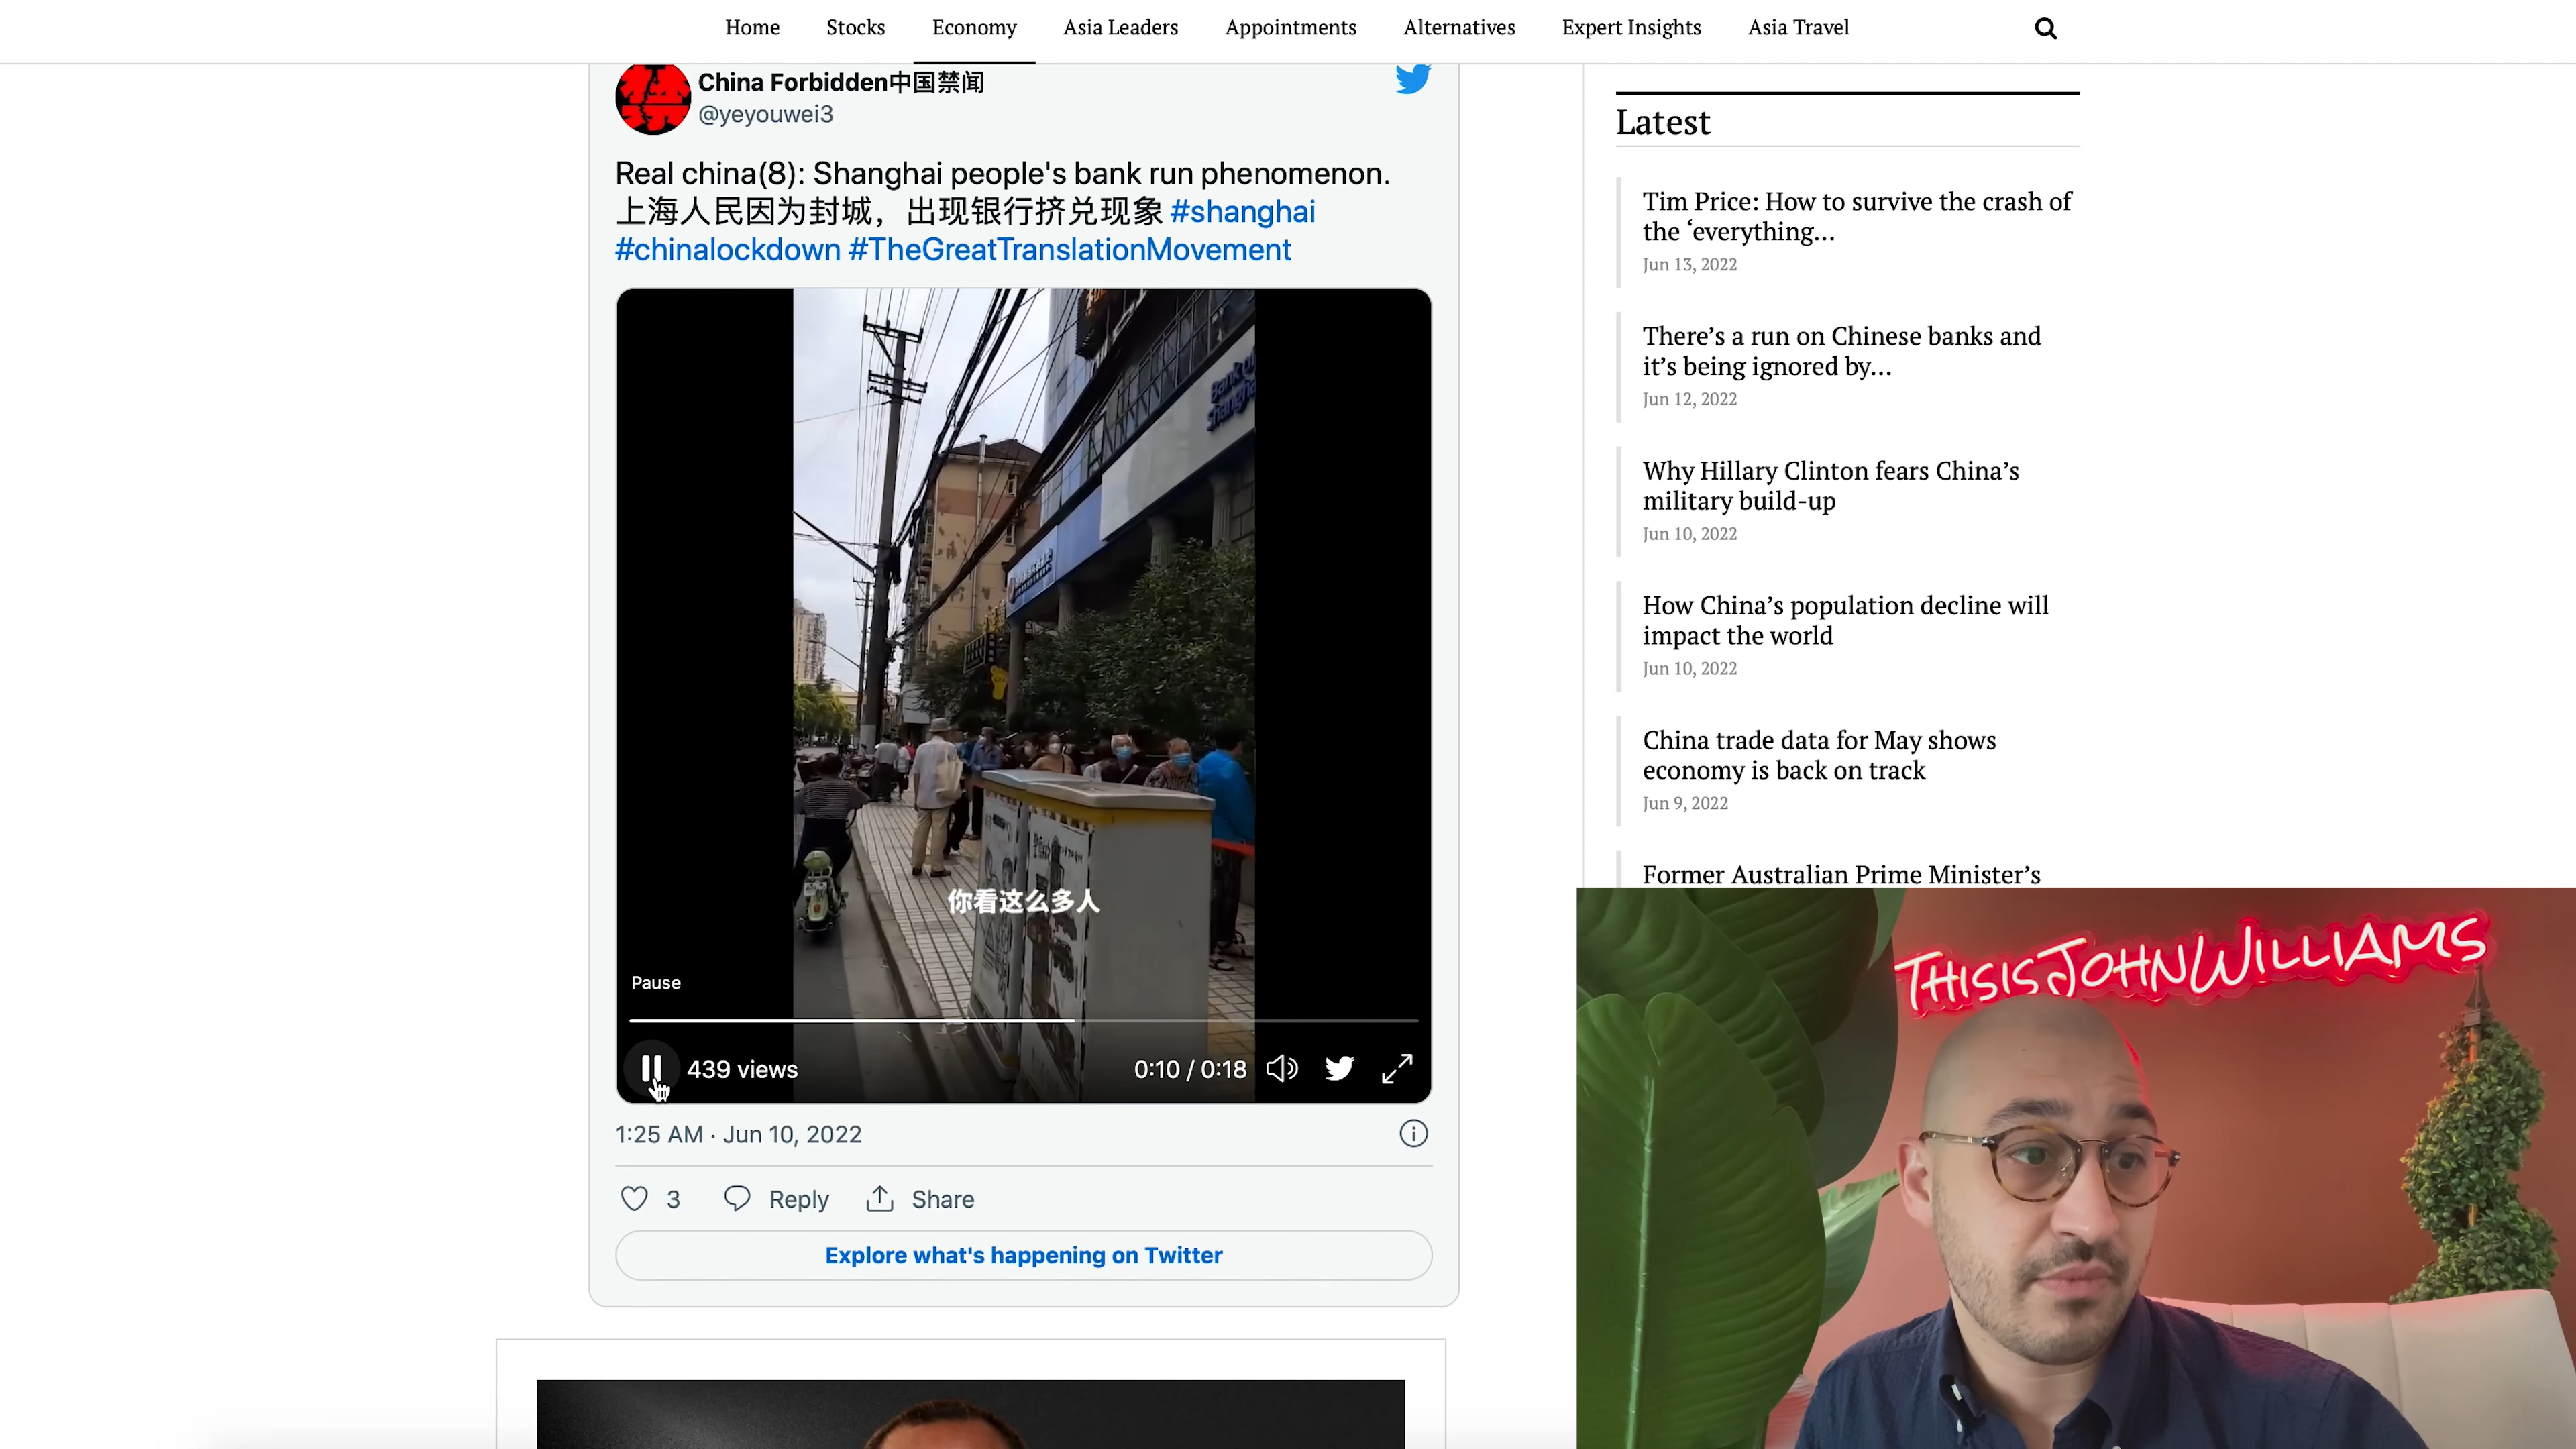 Home Stocks Economy Asia Leaders Appointments Alternatives Expert Insights Asia Travel
China Forbidden中国禁闻
@yeyouwei3
Real china(8): Shanghai people's bank run phenomenon.
上海人民因为封城，出现银行挤兑现象 #shanghai
#chinalockdown #TheGreatTranslationMovement
Bank of
Shanghai
你看这么多人
Pause
439 views
0:10 / 0:18
1:25 AM · Jun 10, 2022
3 Reply Share
Explore what's happening on Twitter
Latest
Tim Price: How to survive the crash of
the ‘everything...
Jun 13, 2022
There’s a run on Chinese banks and
it’s being ignored by...
Jun 12, 2022
Why Hillary Clinton fears China’s
military build-up
Jun 10, 2022
How China’s population decline will
impact the world
Jun 10, 2022
China trade data for May shows
economy is back on track
Jun 9, 2022
Former Australian Prime Minister’s
THISISJOHNWILLIAMS